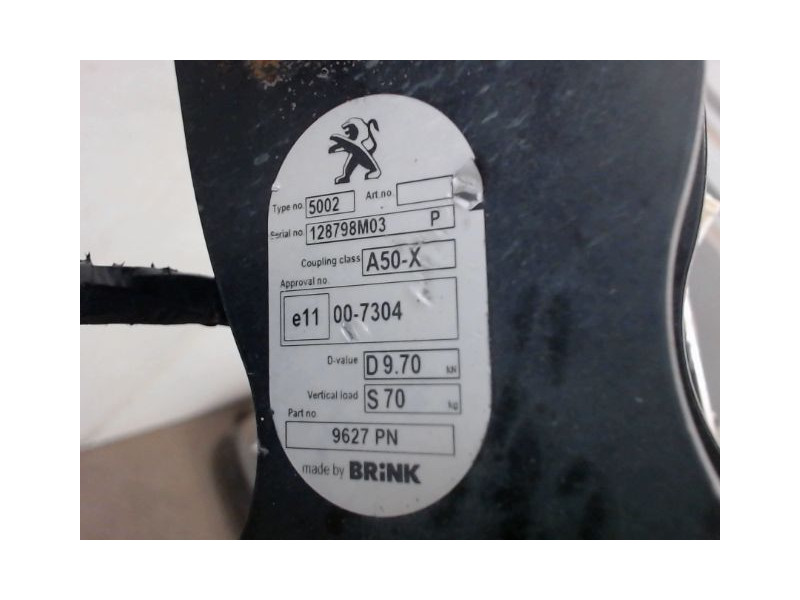 Type no. 5002 Art.no.
Serial no. 128798M03 P
Coupling class A50-X
Approval no.
e11 00-7304
D-value D 9.70 kN
Vertical load S 70 kg
Part no.
9627 PN
made by BRiNK